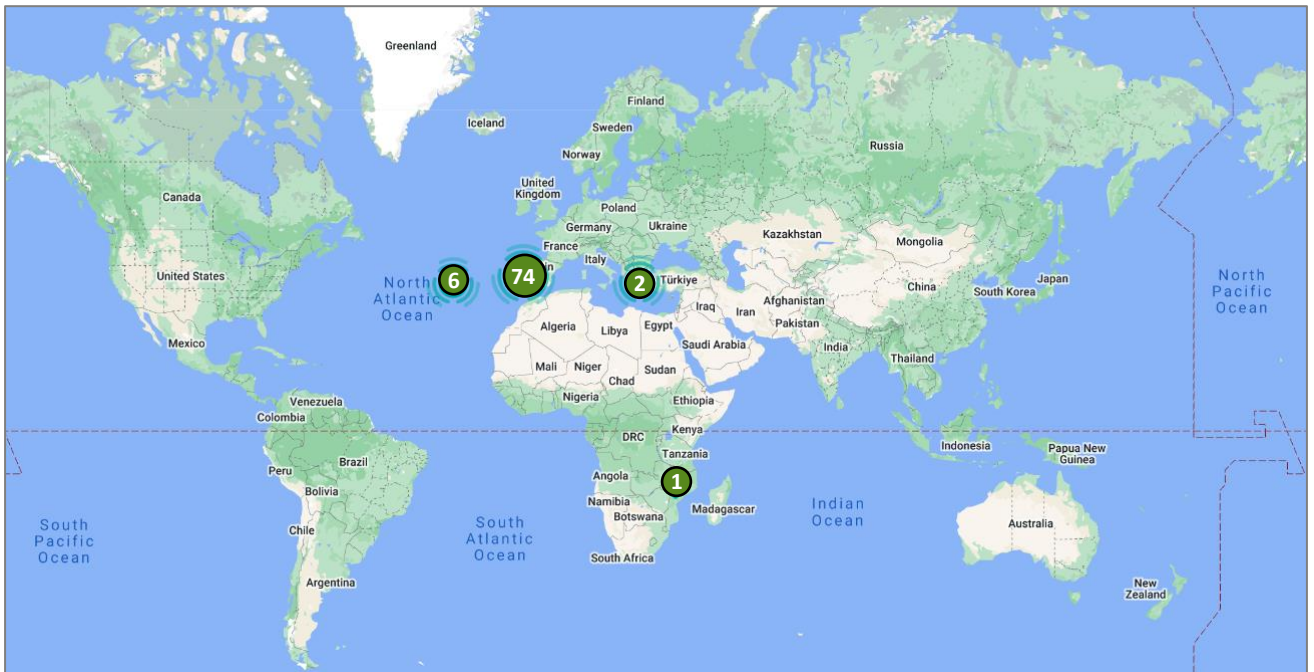 Greenland
Iceland
Finland
Sweden
Norway
Russia
Canada
United
Kingdom
Poland
Germany
Ukraine
France
Kazakhstan
Mongolia
Italy
in
74
6
2
United States
North
Atlantic
Ocean
Türkiye
China
Japan
South Korea
North
Pacific
Ocean
Iraq
Iran
Afghanistan
Pakistan
Algeria
Libya
Egypt
Saudi Arabia
India
Mexico
Mali
Niger
Chad
Sudan
Thailand
Nigeria
Ethiopia
Venezuela
Colombia
DRC
Kenya
Indonesia
Papua New
Guinea
Tanzania
Brazil
Peru
Angola
1
Bolivia
Namibia
Botswana
Madagascar
Indian
Ocean
South
Pacific
Ocean
Chile
South
Atlantic
Ocean
Australia
South Africa
Argentina
New
Zealand